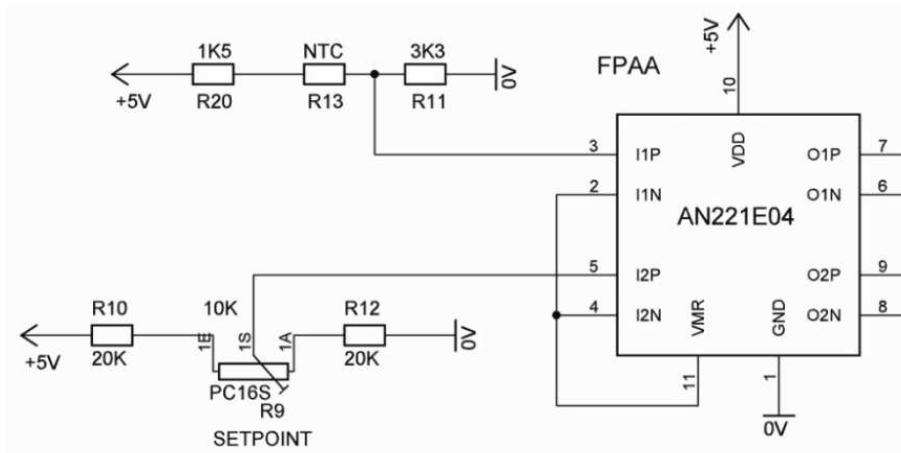 1K5 NTC 3K3
+5V R20 R13 R11 0V
FPAA
+5V
10
VDD
3 I1P O1P 7
2 I1N O1N 6
AN221E04
5 I2P O2P 9
4 I2N O2N 8
VMR GND
11 1
0V
R10 10K R12
1E 1S 1A
+5V 20K 20K 0V
PC16S
R9
SETPOINT